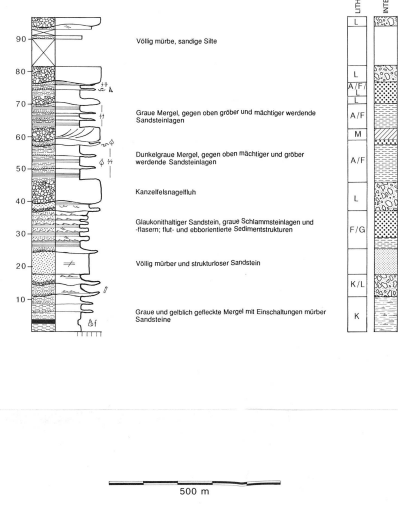 LITH
INTE
L
90
Völlig mürbe, sandige Silte
80
L
A/F/
L
70
L
Graue Mergel, gegen oben gröber und mächtiger werdende
Sandsteinlagen
A/F
60
M
Dunkelgraue Mergel, gegen oben mächtiger und gröber
werdende Sandsteinlagen
A/F
50
Kanzelfelsnagelfluh
L
40
Glaukonithaltiger Sandstein, graue Schlammsteinlagen und
-flasern; flut- und ebborientierte Sedimentstrukturen
F/G
30
Völlig mürber und strukturloser Sandstein
20
K/L
10
Graue und gelblich gefleckte Mergel mit Einschaltungen mürber
Sandsteine
K
500 m